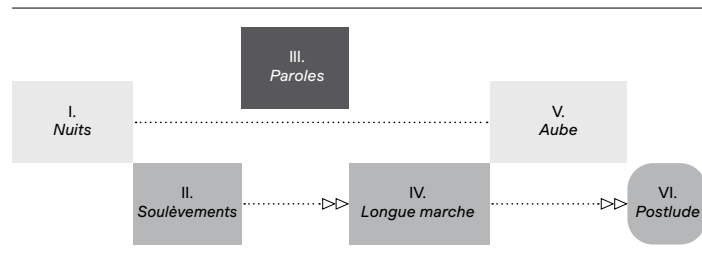 III.
Paroles
I.
Nuits
V.
Aube
II.
Soulèvements
IV.
Longue marche
VI.
Postlude